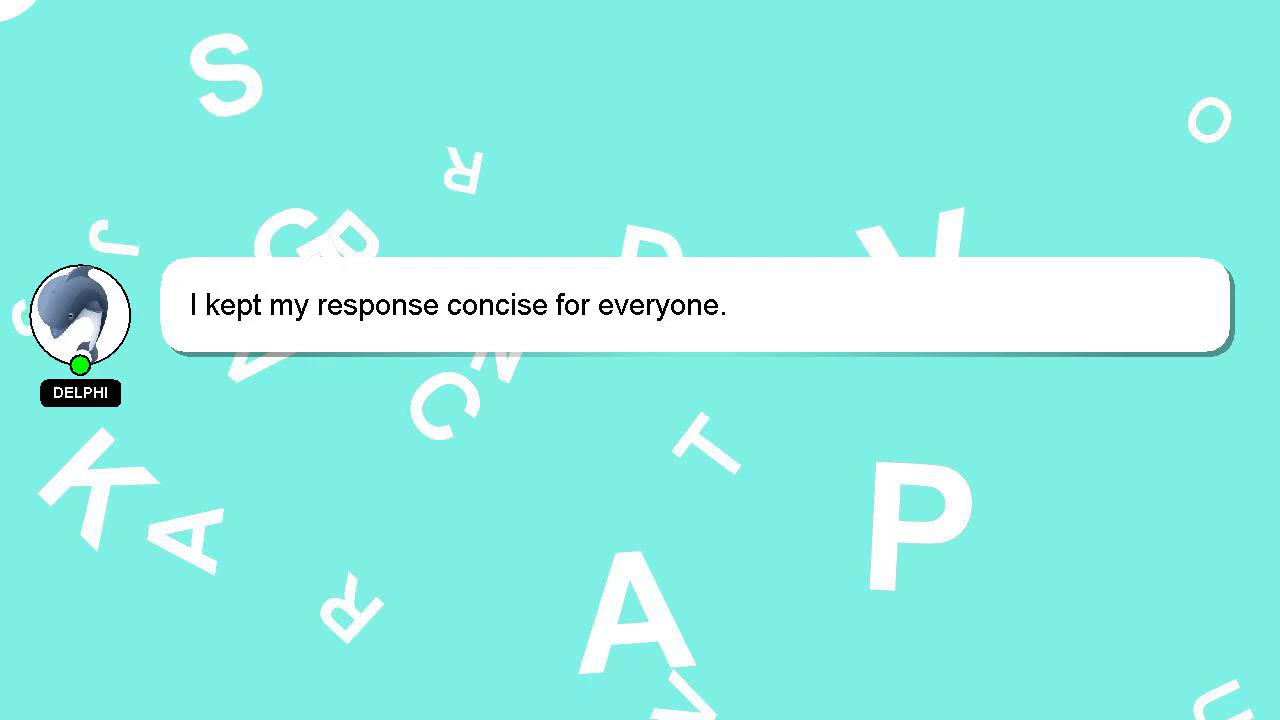 S
R
O
J
G
B
D
V
I kept my response concise for everyone.
DELPHI
N
C
T
K
A
P
R
A
V
U